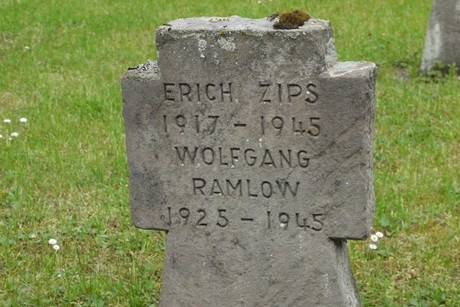 ERICH ZIPS
1917 - 1945
WOLFGANG
RAMLOW
1925 - 1945